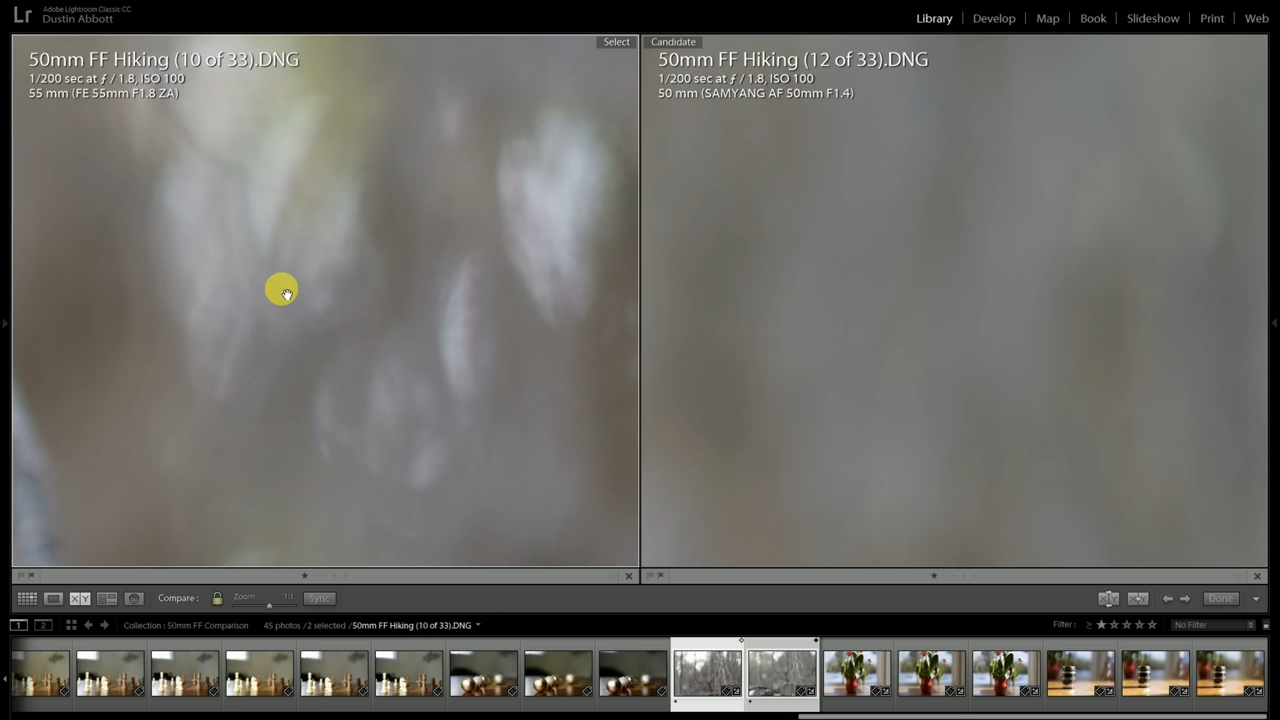 Lr
Adobe Lightroom Classic CC
Dustin Abbott
Library | Develop | Map | Book | Slideshow | Print | Web
Select
Candidate
50mm FF Hiking (10 of 33).DNG
1/200 sec at ƒ / 1.8, ISO 100
55 mm (FE 55mm F1.8 ZA)
50mm FF Hiking (12 of 33).DNG
1/200 sec at ƒ / 1.8, ISO 100
50 mm (SAMYANG AF 50mm F1.4)
XY Compare : Zoom 1:1 Sync Done
1 2 Collection : 50mm FF Comparison 45 photos / 2 selected / 50mm FF Hiking (10 of 33).DNG Filter : ≥ No Filter